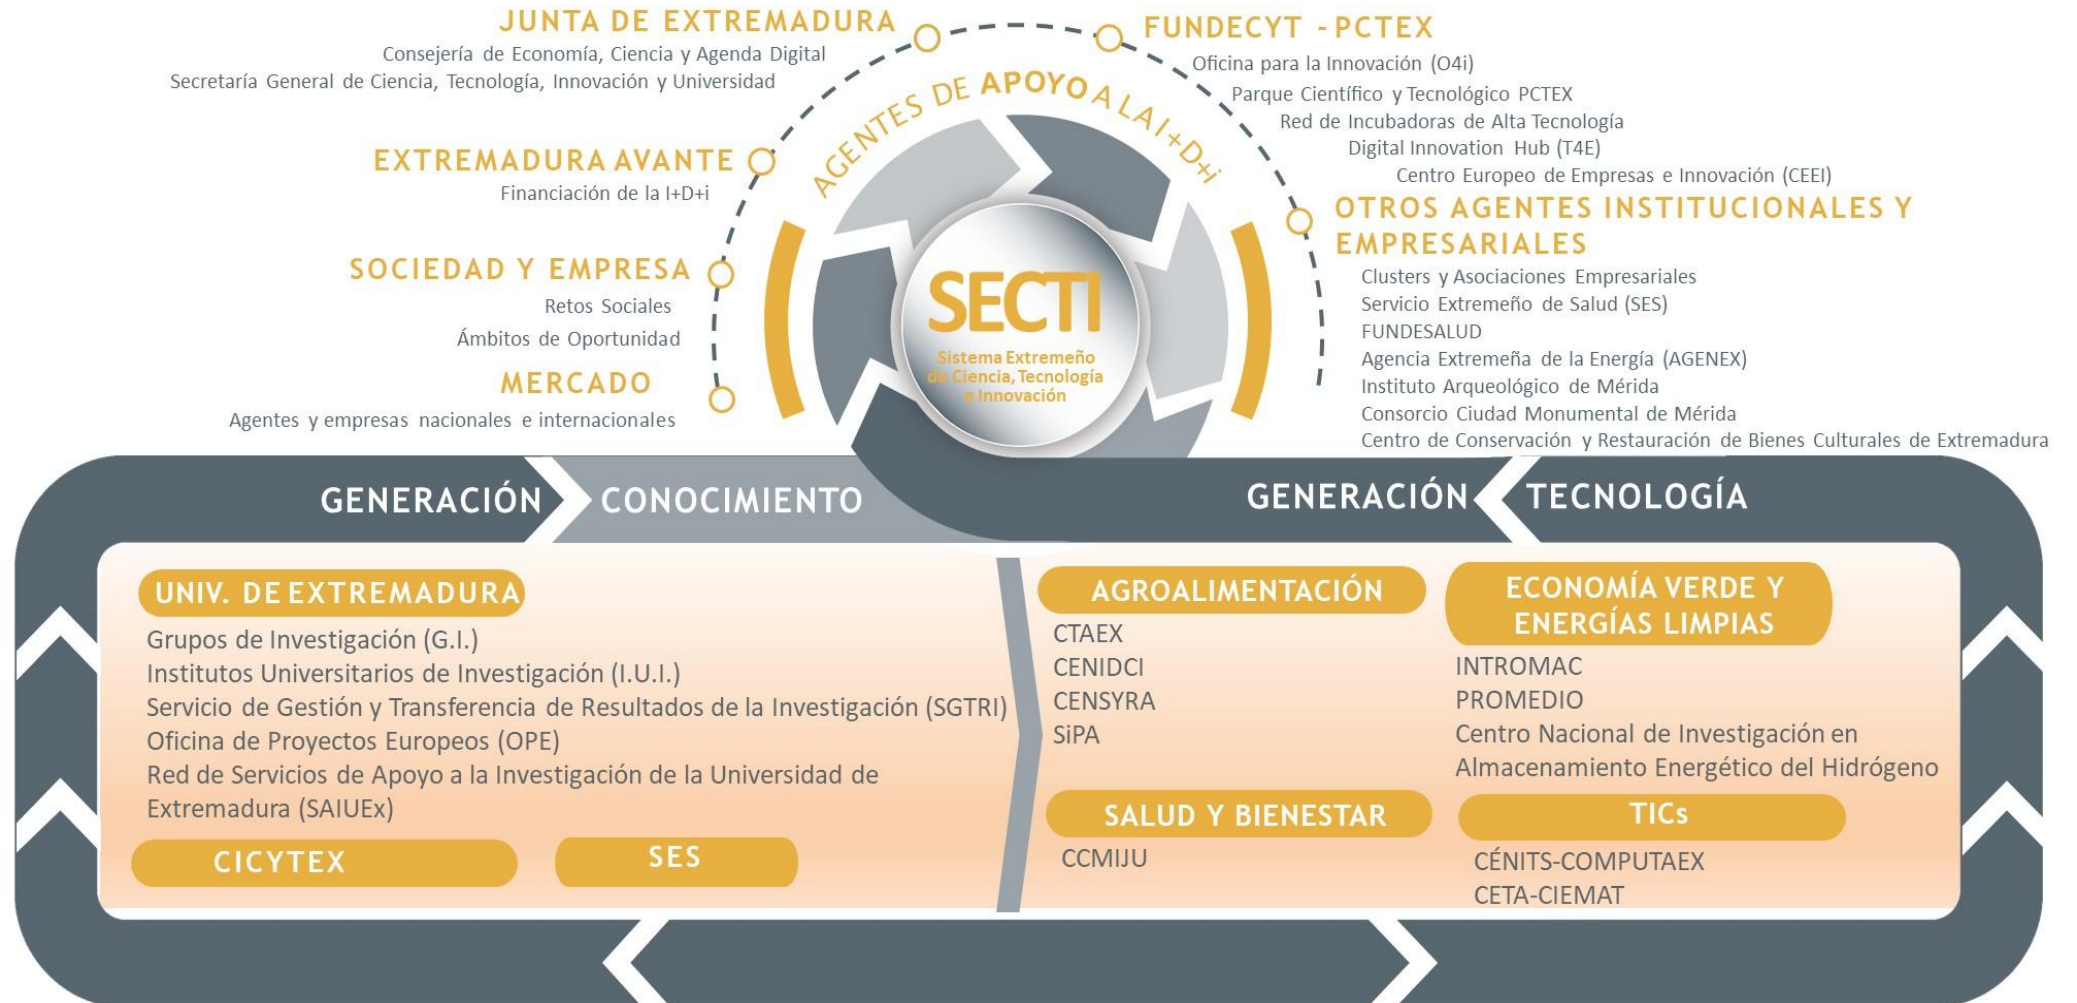 JUNTA DE EXTREMADURA
Consejería de Economía, Ciencia y Agenda Digital
Secretaría General de Ciencia, Tecnología, Innovación y Universidad
EXTREMADURA AVANTE
Financiación de la I+D+i
SOCIEDAD Y EMPRESA
Retos Sociales
Ámbitos de Oportunidad
MERCADO
Agentes y empresas nacionales e internacionales
AGENTES DE APOYO A LA I+D+i
FUNDECYT - PCTEX
Oficina para la Innovación (O4i)
Parque Científico y Tecnológico PCTEX
Red de Incubadoras de Alta Tecnología
Digital Innovation Hub (T4E)
Centro Europeo de Empresas e Innovación (CEEI)
OTROS AGENTES INSTITUCIONALES Y
EMPRESARIALES
Clusters y Asociaciones Empresariales
Servicio Extremeño de Salud (SES)
FUNDESALUD
Agencia Extremeña de la Energía (AGENEX)
Instituto Arqueológico de Mérida
Consorcio Ciudad Monumental de Mérida
Centro de Conservación y Restauración de Bienes Culturales de Extremadura
SECTI
Sistema Extremeño
de Ciencia, Tecnología
e Innovación
GENERACIÓN CONOCIMIENTO
GENERACIÓN TECNOLOGÍA
UNIV. DE EXTREMADURA
Grupos de Investigación (G.I.)
Institutos Universitarios de Investigación (I.U.I.)
Servicio de Gestión y Transferencia de Resultados de la Investigación (SGTRI)
Oficina de Proyectos Europeos (OPE)
Red de Servicios de Apoyo a la Investigación de la Universidad de
Extremadura (SAIUEx)
CICYTEX
SES
AGROALIMENTACIÓN
CTAEX
CENIDCI
CENSYRA
SiPA
SALUD Y BIENESTAR
CCMIJU
ECONOMÍA VERDE Y
ENERGÍAS LIMPIAS
INTROMAC
PROMEDIO
Centro Nacional de Investigación en
Almacenamiento Energético del Hidrógeno
TICs
CÉNITS-COMPUTAEX
CETA-CIEMAT